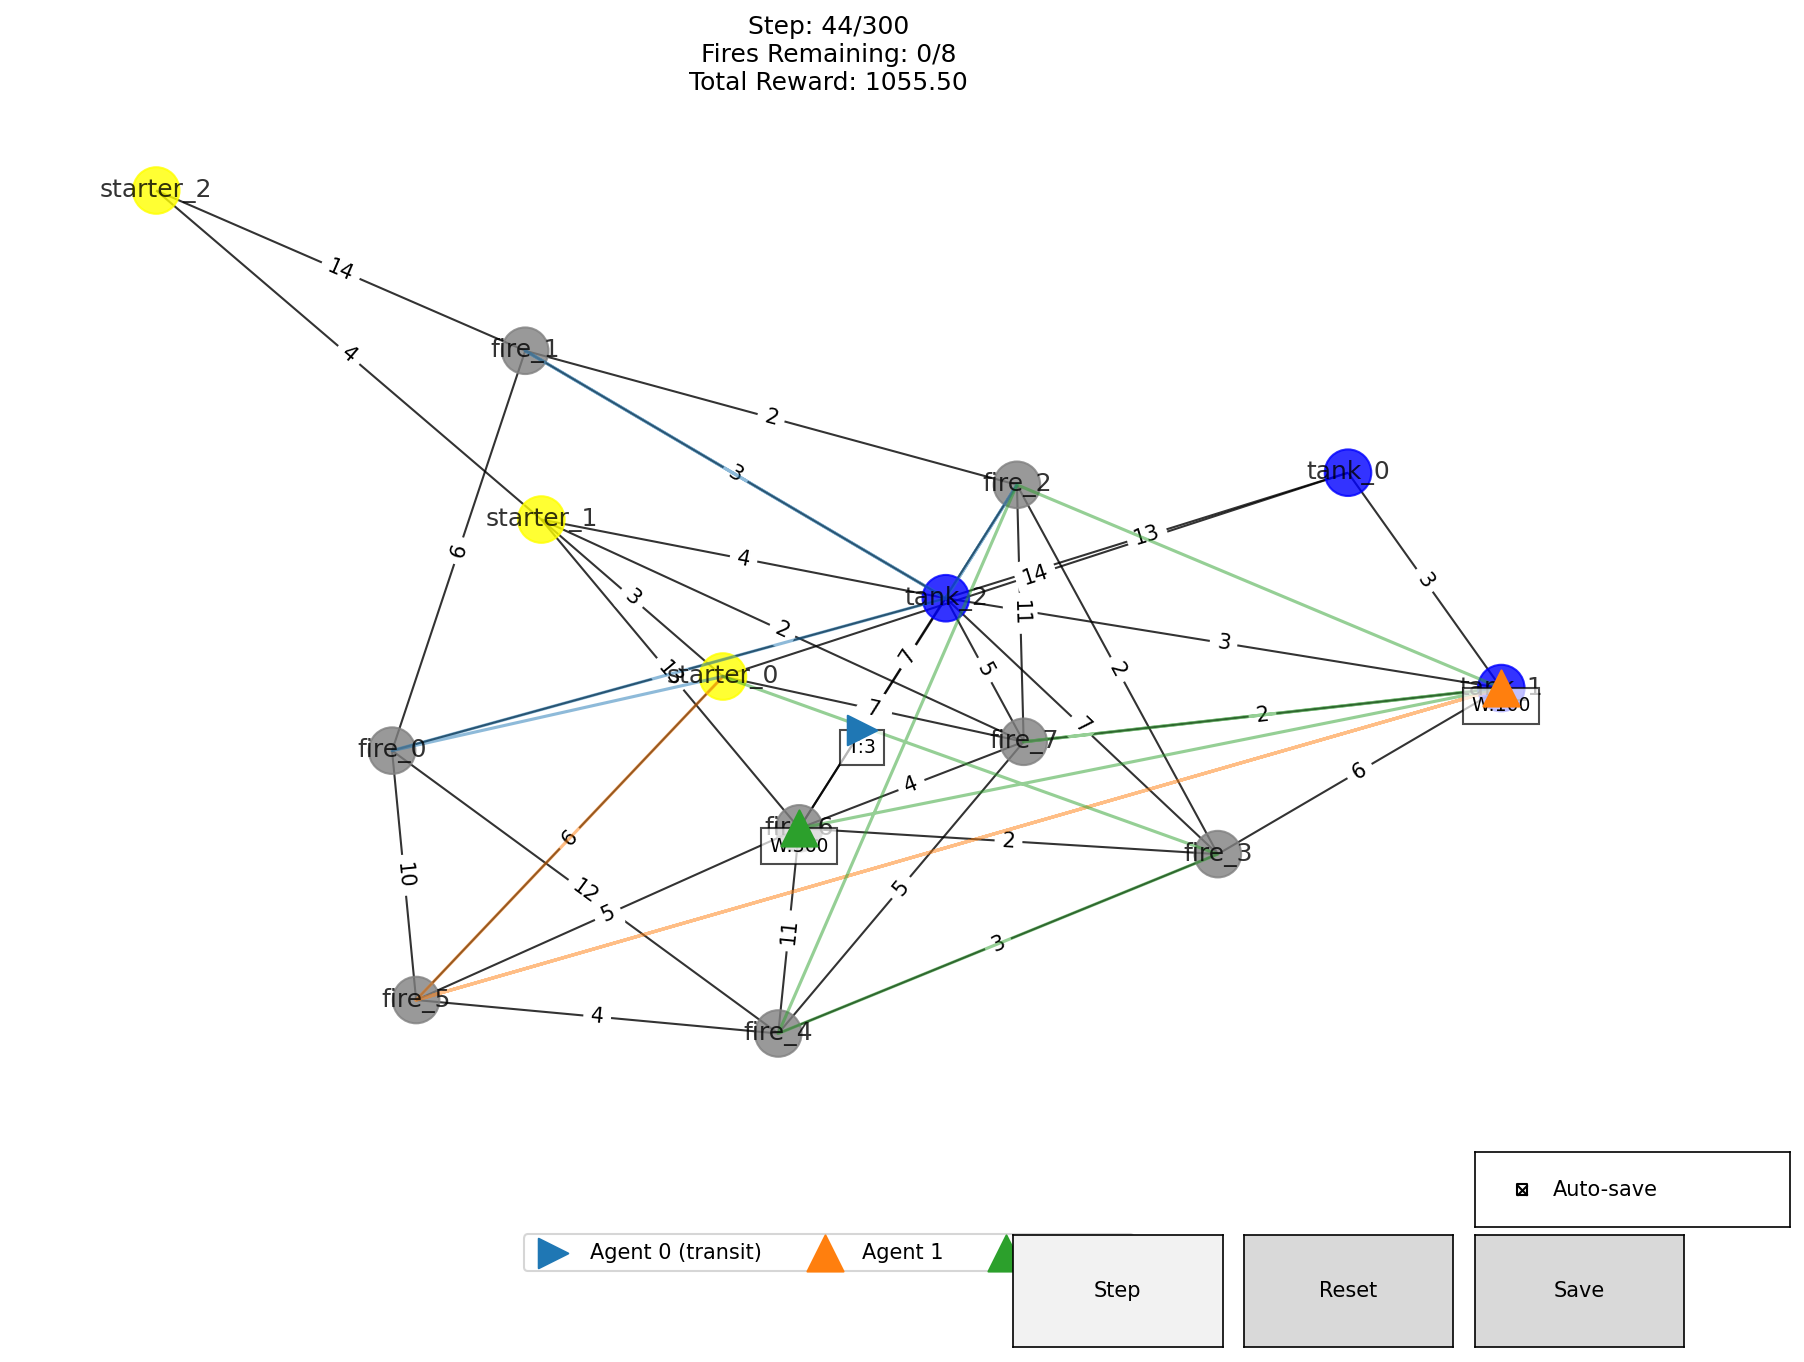 Step: 44/300
Fires Remaining: 0/8
Total Reward: 1055.50
starter_2
14
4
fire_1
2
3
fire_2
tank_0
starter_1
13
6
4
14
3
3
tank_2
11
2
3
2
7
5
starter_0
7
2
7
fire_0
fire_7
T:3
W:100
6
4
fire_3
2
6
10
12
5
5
11
3
fire_5
4
fire_4
Auto-save
Agent 0 (transit)
Agent 1
Step
Reset
Save